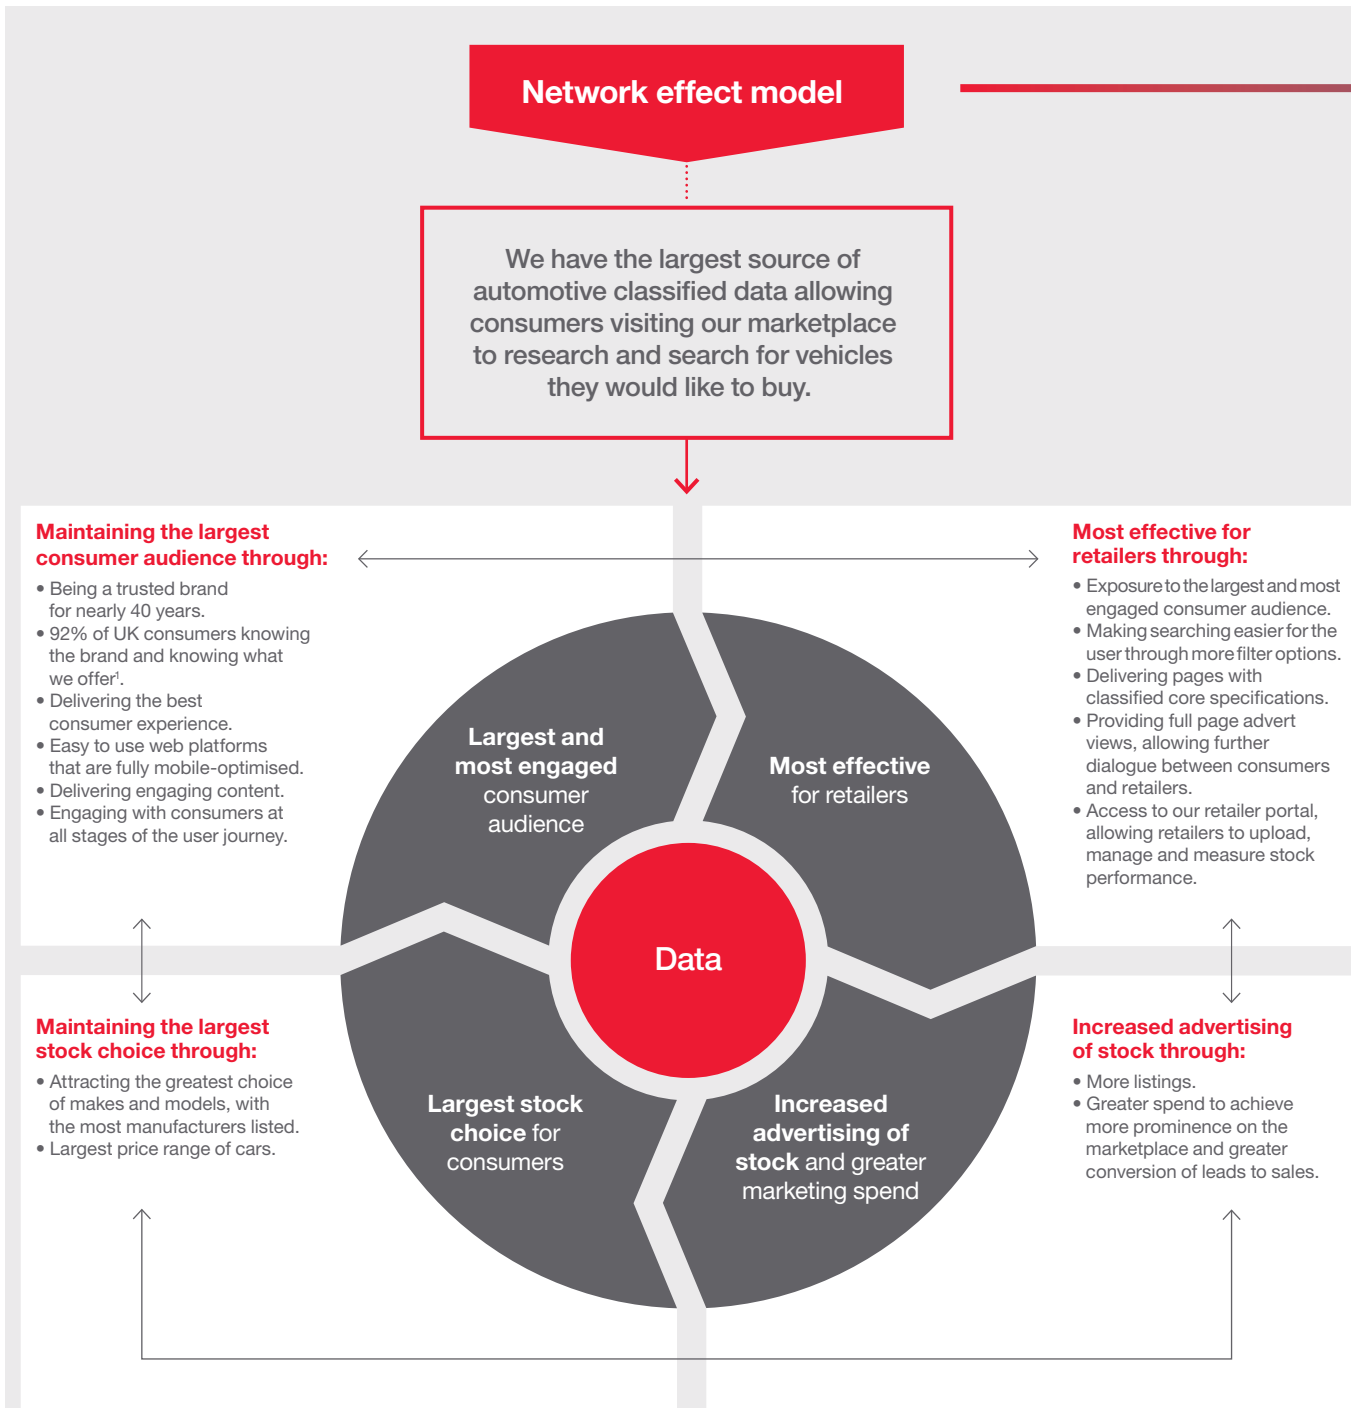 Network effect model
We have the largest source of
automotive classified data allowing
consumers visiting our marketplace
to research and search for vehicles
they would like to buy.
Maintaining the largest
consumer audience through:
• Being a trusted brand
for nearly 40 years.
• 92% of UK consumers knowing
the brand and knowing what
we offer¹.
• Delivering the best
consumer experience.
• Easy to use web platforms
that are fully mobile-optimised.
• Delivering engaging content.
• Engaging with consumers at
all stages of the user journey.
Most effective for
retailers through:
• Exposure to the largest and most
engaged consumer audience.
• Making searching easier for the
user through more filter options.
• Delivering pages with
classified core specifications.
• Providing full page advert
views, allowing further
dialogue between consumers
and retailers.
• Access to our retailer portal,
allowing retailers to upload,
manage and measure stock
performance.
Largest and
most engaged
consumer
audience
Most effective
for retailers
Data
Largest stock
choice for
consumers
Increased
advertising of
stock and greater
marketing spend
Maintaining the largest
stock choice through:
• Attracting the greatest choice
of makes and models, with
the most manufacturers listed.
• Largest price range of cars.
Increased advertising
of stock through:
• More listings.
• Greater spend to achieve
more prominence on the
marketplace and greater
conversion of leads to sales.